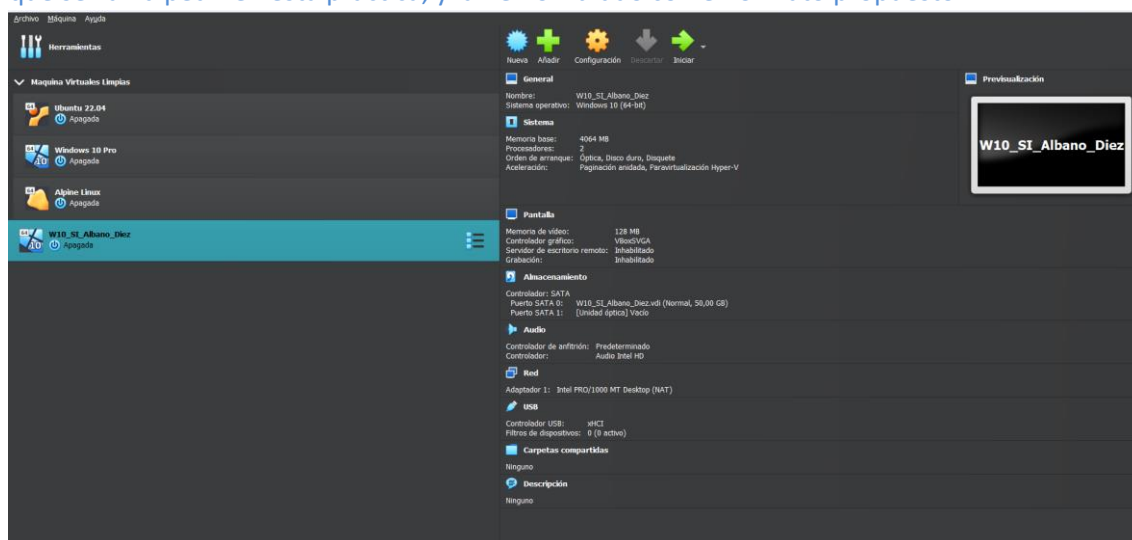 Archivo Máquina Ayuda
Herramientas
Nueva Añadir Configuración Descartar Iniciar
Maquina Virtuales Limpias
Ubuntu 22.04
Apagada
Windows 10 Pro
Apagada
Alpine Linux
Apagada
W10_SI_Albano_Diez
Apagada
General
Nombre: W10_SI_Albano_Diez
Sistema operativo: Windows 10 (64-bit)
Sistema
Memoria base: 4064 MB
Procesadores: 2
Orden de arranque: Óptica, Disco duro, Disquete
Aceleración: Paginación anidada, Paravirtualización Hyper-V
Pantalla
Memoria de vídeo: 128 MB
Controlador gráfico: VBoxSVGA
Servidor de escritorio remoto: Inhabilitado
Grabación: Inhabilitado
Almacenamiento
Controlador: SATA
Puerto SATA 0: W10_SI_Albano_Diez.vdi (Normal, 50,00 GB)
Puerto SATA 1: [Unidad óptica] Vacío
Audio
Controlador de anfitrión: Predeterminado
Controlador: Audio Intel HD
Red
Adaptador 1: Intel PRO/1000 MT Desktop (NAT)
USB
Controlador USB: xHCI
Filtros de dispositivos: 0 (0 activo)
Carpetas compartidas
Ninguno
Descripción
Ninguno
Previsualización
W10_SI_Albano_Diez